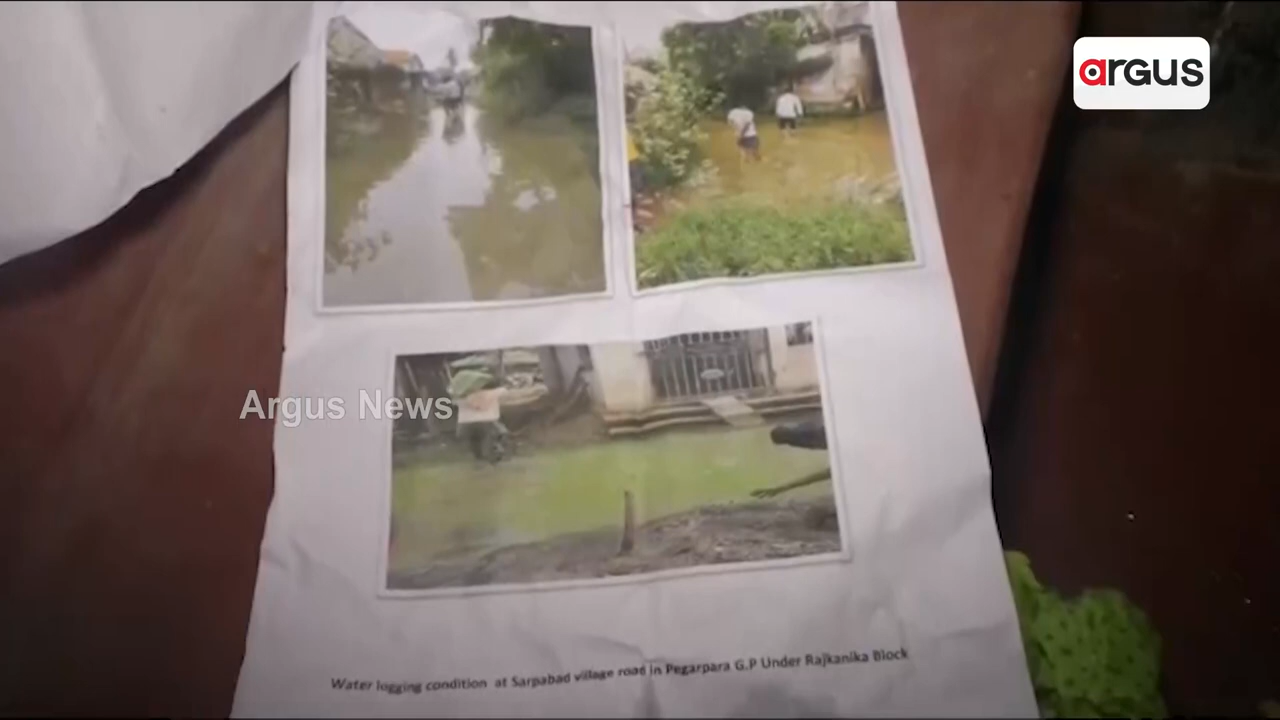 argus
Argus News
Water logging condition at Sarpabad village road in Pegarpara G.P Under Rajkanika Block